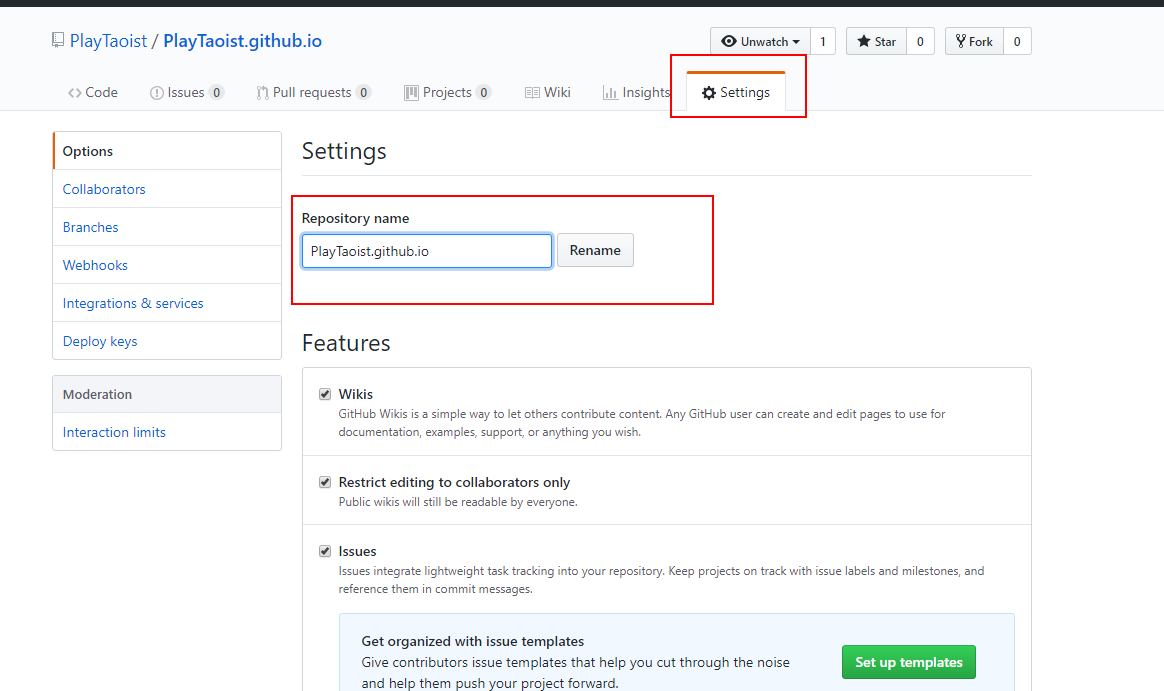 PlayTaoist / PlayTaoist.github.io
Unwatch 1 Star 0 Fork 0
Code Issues 0 Pull requests 0 Projects 0 Wiki Insights Settings
Options
Collaborators
Branches
Webhooks
Integrations & services
Deploy keys
Moderation
Interaction limits
Settings
Repository name
PlayTaoist.github.io Rename
Features
Wikis
GitHub Wikis is a simple way to let others contribute content. Any GitHub user can create and edit pages to use for
documentation, examples, support, or anything you wish.
Restrict editing to collaborators only
Public wikis will still be readable by everyone.
Issues
Issues integrate lightweight task tracking into your repository. Keep projects on track with issue labels and milestones, and
reference them in commit messages.
Get organized with issue templates
Give contributors issue templates that help you cut through the noise
and help them push your project forward.
Set up templates